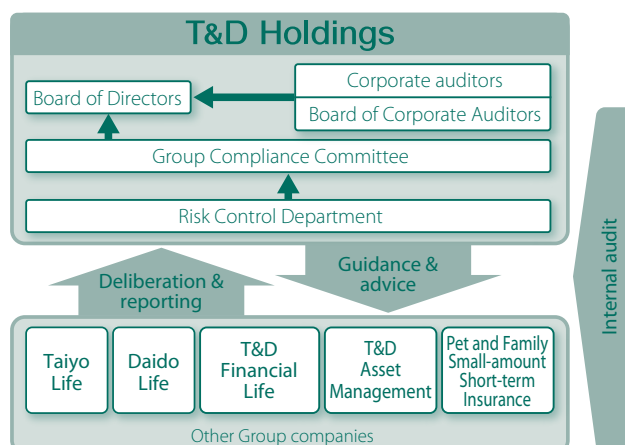 T&D Holdings
Corporate auditors
Board of Directors
Board of Corporate Auditors
Group Compliance Committee
Risk Control Department
Deliberation &
reporting
Guidance &
advice
Internal audit
Taiyo
Life
Daido
Life
T&D
Financial
Life
T&D
Asset
Management
Pet and Family
Small-amount
Short-term
Insurance
Other Group companies